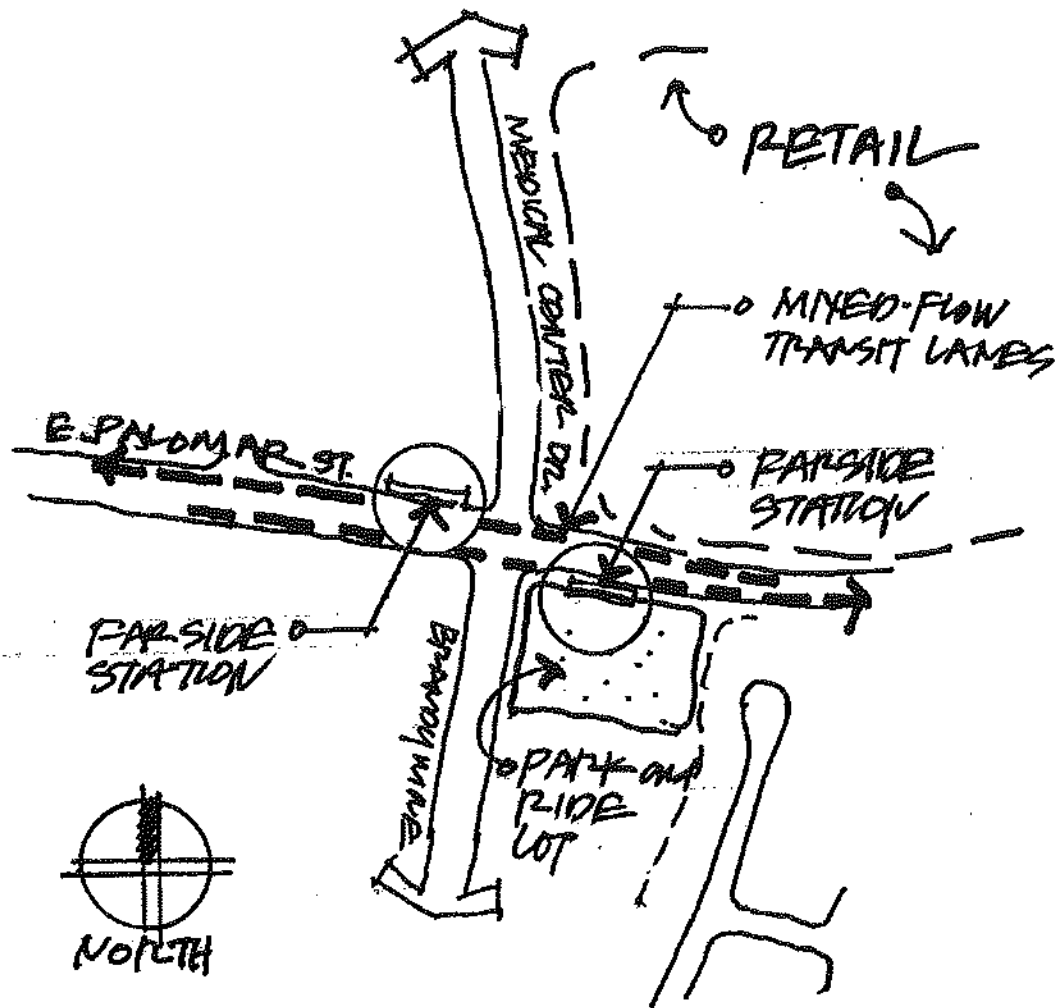 RETAIL
MEDICAL CENTER DR.
MIXED-FLOW
TRANSIT LANES
E. PALOMAR ST.
FARSIDE
STATION
FARSIDE
STATION
BRANDYWINE
PARK and
RIDE
LOT
NORTH